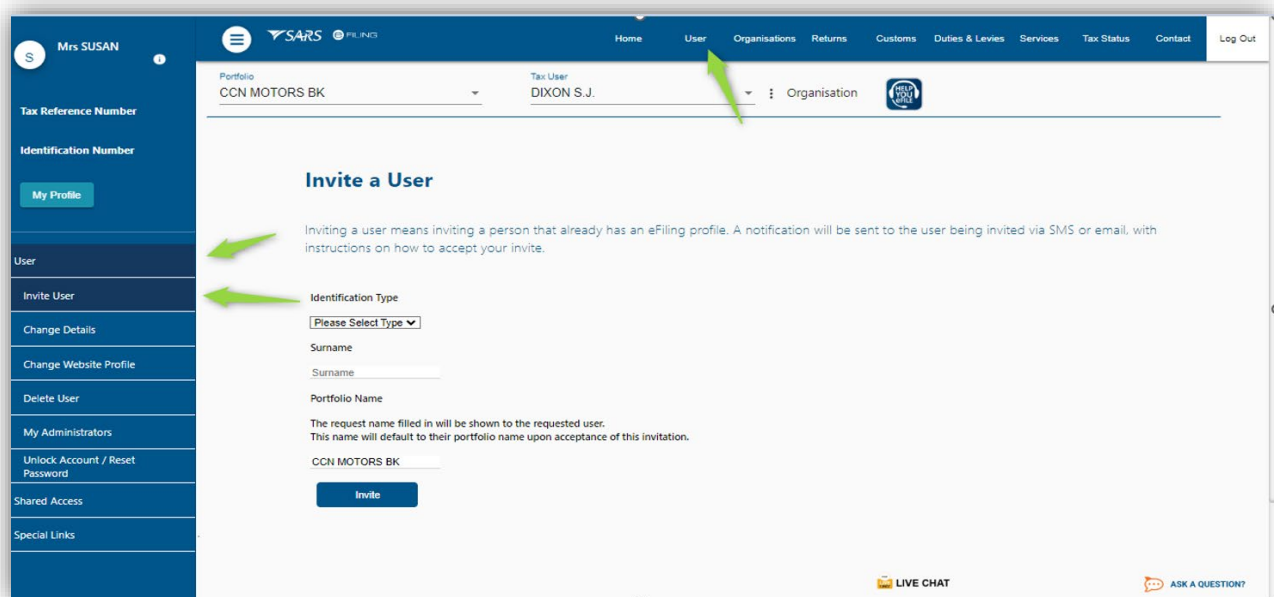 Mrs SUSAN
S
i
Tax Reference Number
Identification Number
My Profile
User
Invite User
Change Details
Change Website Profile
Delete User
My Administrators
Unlock Account / Reset
Password
Shared Access
Special Links
SARS eFILING
Home User Organisations Returns Customs Duties & Levies Services Tax Status Contact Log Out
Portfolio
CCN MOTORS BK
Tax User
DIXON S.J.
Organisation
HELP YOU eFILE
Invite a User
Inviting a user means inviting a person that already has an eFiling profile. A notification will be sent to the user being invited via SMS or email, with
instructions on how to accept your invite.
Identification Type
Please Select Type
Surname
Surname
Portfolio Name
The request name filled in will be shown to the requested user.
This name will default to their portfolio name upon acceptance of this invitation.
CCN MOTORS BK
Invite
LIVE CHAT
ASK A QUESTION?